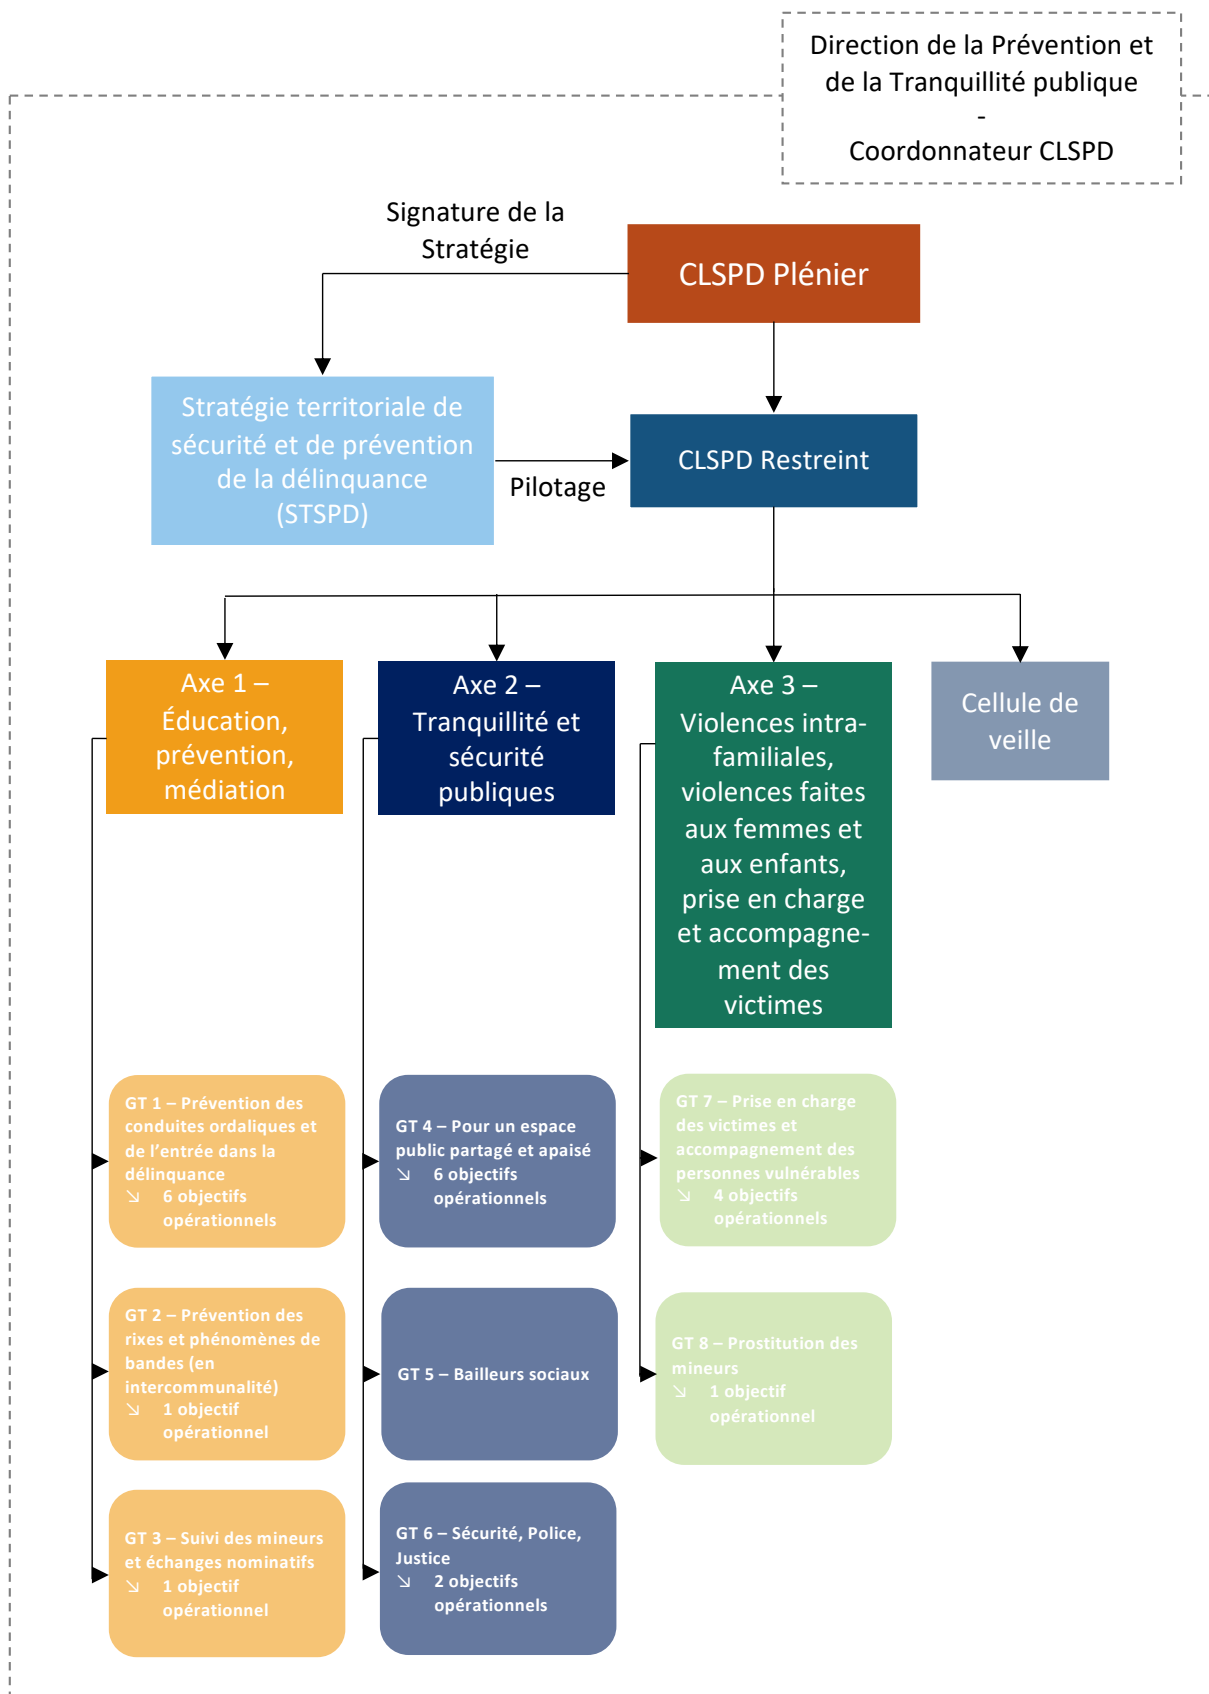 Direction de la Prévention et
de la Tranquillité publique
-
Coordonnateur CLSPD
Signature de la
Stratégie
CLSPD Plénier
Stratégie territoriale de
sécurité et de prévention
de la délinquance
(STSPD)
Pilotage
CLSPD Restreint
Axe 1 –
Éducation,
prévention,
médiation
Axe 2 –
Tranquillité et
sécurité
publiques
Axe 3 –
Violences intra-
familiales,
violences faites
aux femmes et
aux enfants,
prise en charge
et accompagne-
ment des
victimes
Cellule de
veille
GT 1 – Prévention des
conduites ordaliques et
de l'entrée dans la
délinquance
↘ 6 objectifs
opérationnels
GT 2 – Prévention des
rixes et phénomènes de
bandes (en
intercommunalité)
↘ 1 objectif
opérationnel
GT 3 – Suivi des mineurs
et échanges nominatifs
↘ 1 objectif
opérationnel
GT 4 – Pour un espace
public partagé et apaisé
↘ 6 objectifs
opérationnels
GT 5 – Bailleurs sociaux
GT 6 – Sécurité, Police,
Justice
↘ 2 objectifs
opérationnels
GT 7 – Prise en charge
des victimes et
accompagnement des
personnes vulnérables
↘ 4 objectifs
opérationnels
GT 8 – Prostitution des
mineurs
↘ 1 objectif
opérationnel